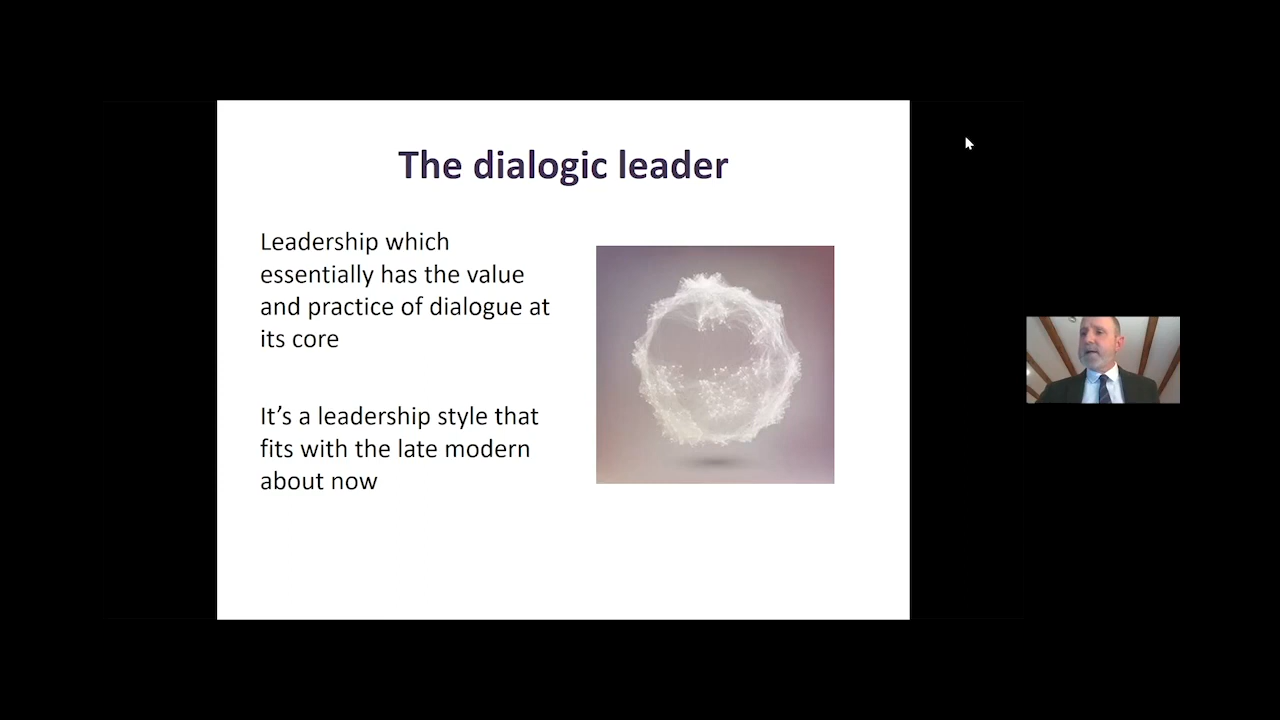 The dialogic leader
Leadership which
essentially has the value
and practice of dialogue at
its core
It's a leadership style that
fits with the late modern
about now